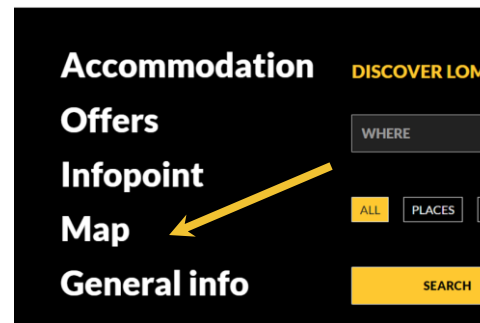 Accommodation
Offers
Infopoint
Map
General info
DISCOVER LOM
WHERE
ALL
PLACES
SEARCH